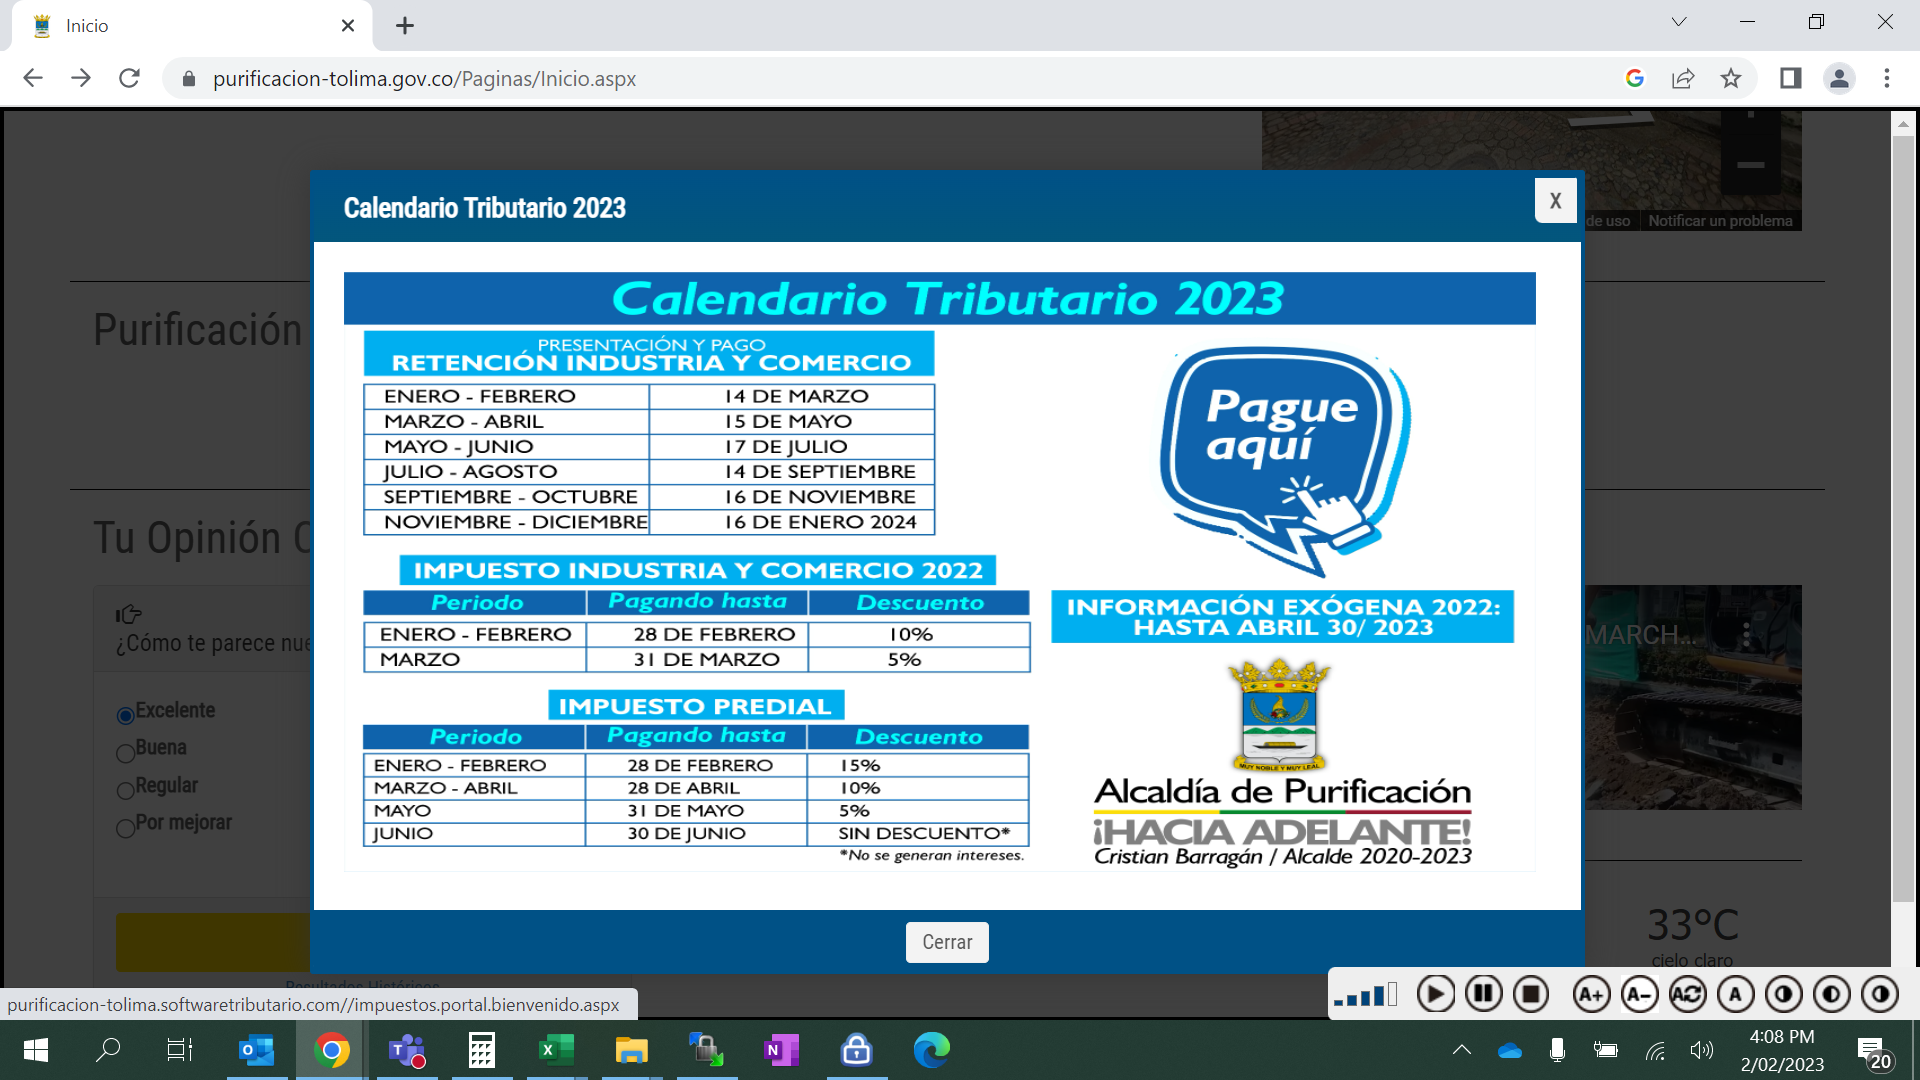 Inicio
purificacion-tolima.gov.co/Paginas/Inicio.aspx
de uso
Notificar un problema
Calendario Tributario 2023
X
Purificación
Tu Opinión
¿Cómo te parece
Excelente
Buena
Regular
Por mejorar
Calendario Tributario 2023
PRESENTACIÓN Y PAGO
RETENCIÓN INDUSTRIA Y COMERCIO
ENERO - FEBRERO 14 DE MARZO
MARZO - ABRIL 15 DE MAYO
MAYO - JUNIO 17 DE JULIO
JULIO - AGOSTO 14 DE SEPTIEMBRE
SEPTIEMBRE - OCTUBRE 16 DE NOVIEMBRE
NOVIEMBRE - DICIEMBRE 16 DE ENERO 2024
Pague
aquí
IMPUESTO INDUSTRIA Y COMERCIO 2022
Periodo Pagando hasta Descuento
ENERO - FEBRERO 28 DE FEBRERO 10%
MARZO 31 DE MARZO 5%
INFORMACIÓN EXÓGENA 2022:
HASTA ABRIL 30/ 2023
IMPUESTO PREDIAL
Periodo Pagando hasta Descuento
ENERO - FEBRERO 28 DE FEBRERO 15%
MARZO - ABRIL 28 DE ABRIL 10%
MAYO 31 DE MAYO 5%
JUNIO 30 DE JUNIO SIN DESCUENTO*
*No se generan intereses.
MUY NOBLE Y MUY LEAL
Alcaldía de Purificación
¡HACIA ADELANTE!
Cristian Barragán / Alcalde 2020-2023
MARCH...
Cerrar
33°C
cielo claro
Resultados Históricos
purificacion-tolima.softwaretributario.com//impuestos.portal.bienvenido.aspx
A+ A- A A
4:08 PM
2/02/2023
20